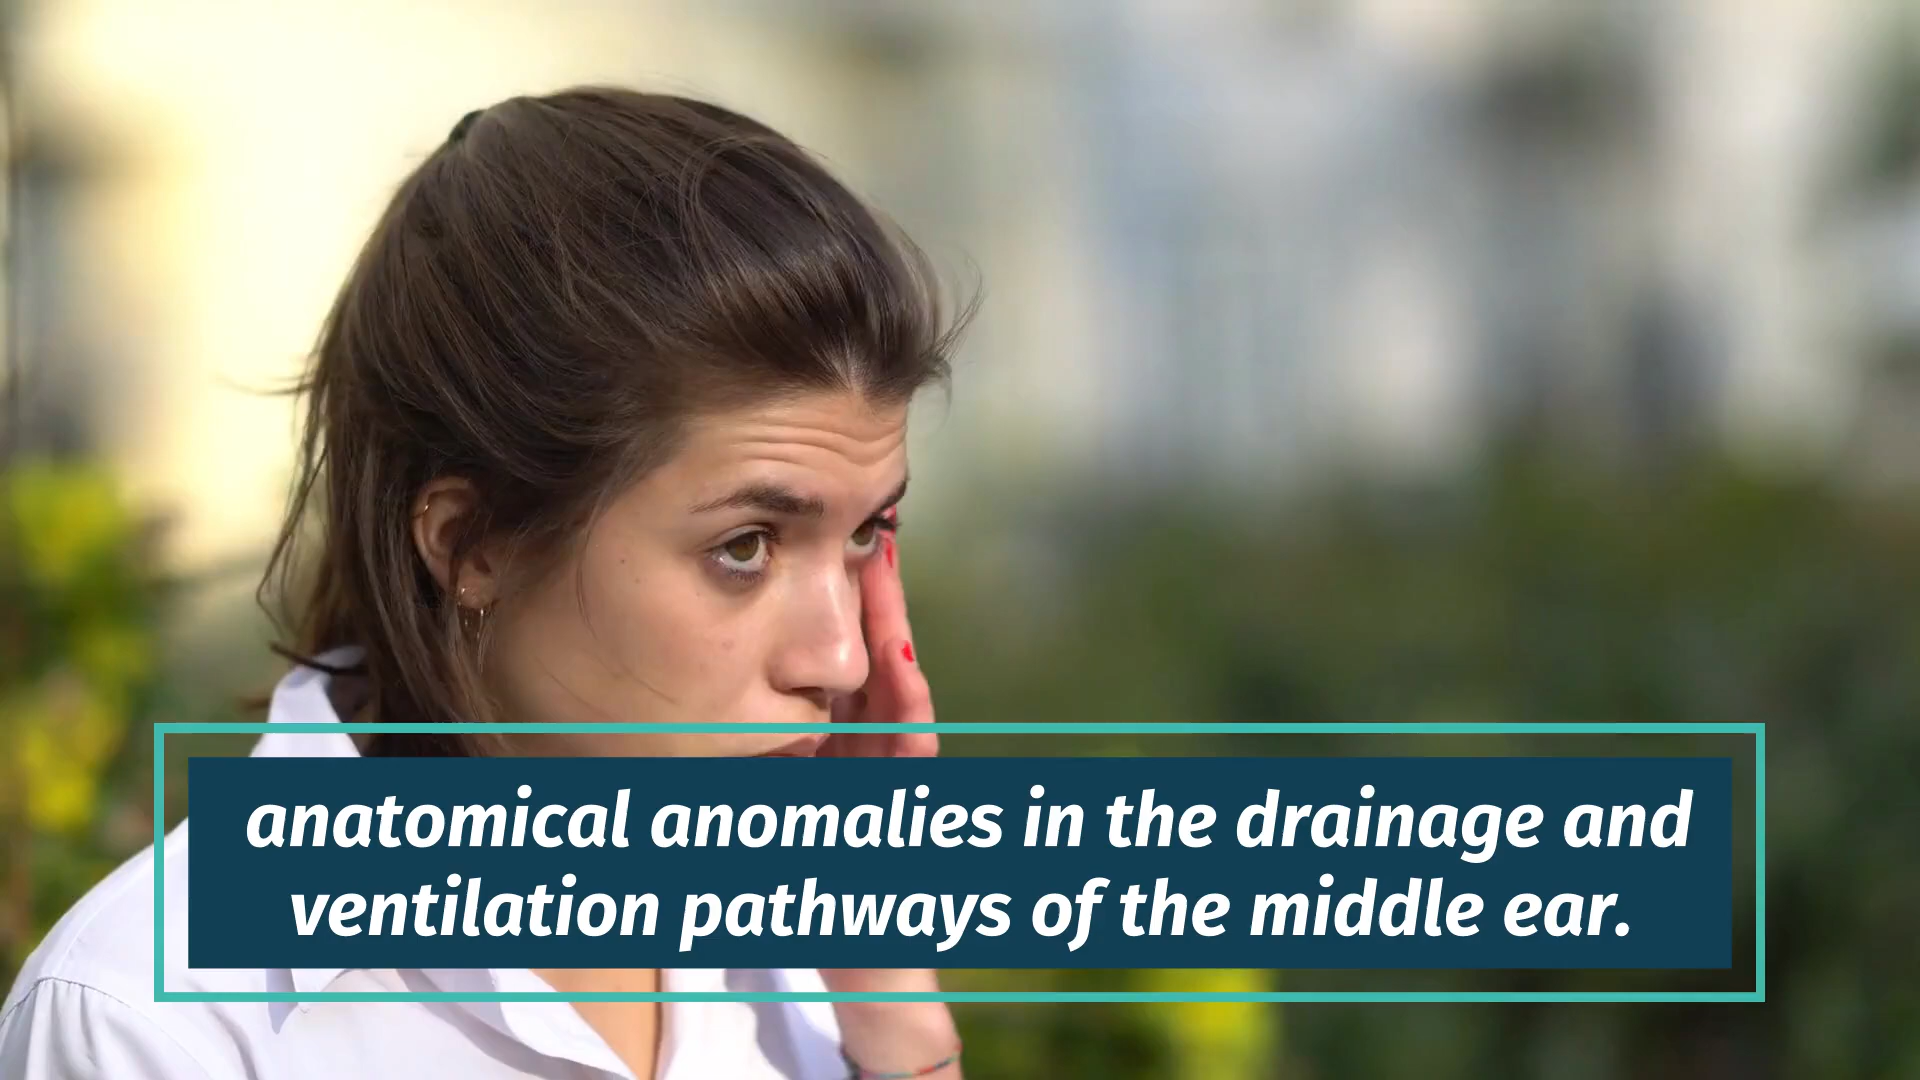 anatomical anomalies in the drainage and
ventilation pathways of the middle ear.